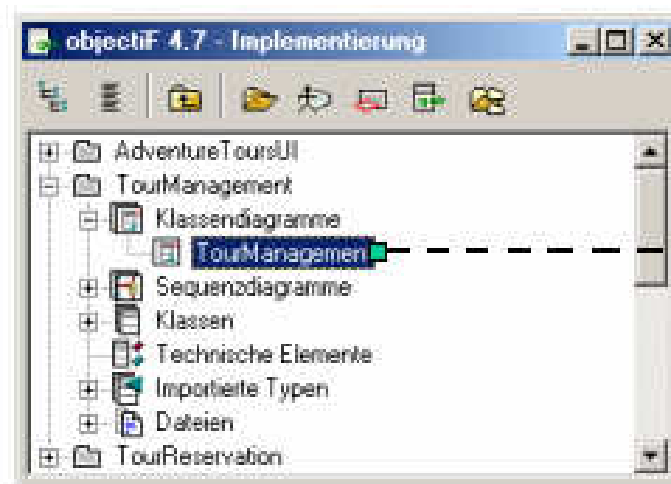 objectiF 4.7 - Implementierung
AdventureToursUI
TourManagement
Klassendiagramme
TourManagemen
Sequenzdiagramme
Klassen
Technische Elemente
Importierte Typen
Dateien
TourReservation